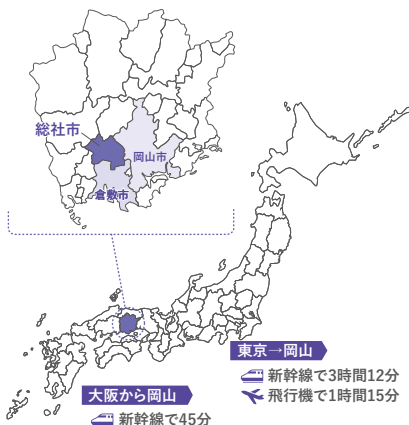 総社市
岡山市
倉敷市
東京→岡山
新幹線で3時間12分
飛行機で1時間15分
大阪から岡山
新幹線で45分